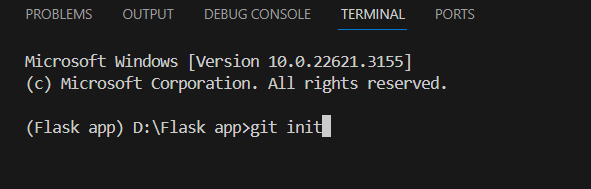 PROBLEMS OUTPUT DEBUG CONSOLE TERMINAL PORTS
Microsoft Windows [Version 10.0.22621.3155]
(c) Microsoft Corporation. All rights reserved.
(Flask app) D:\Flask app>git init